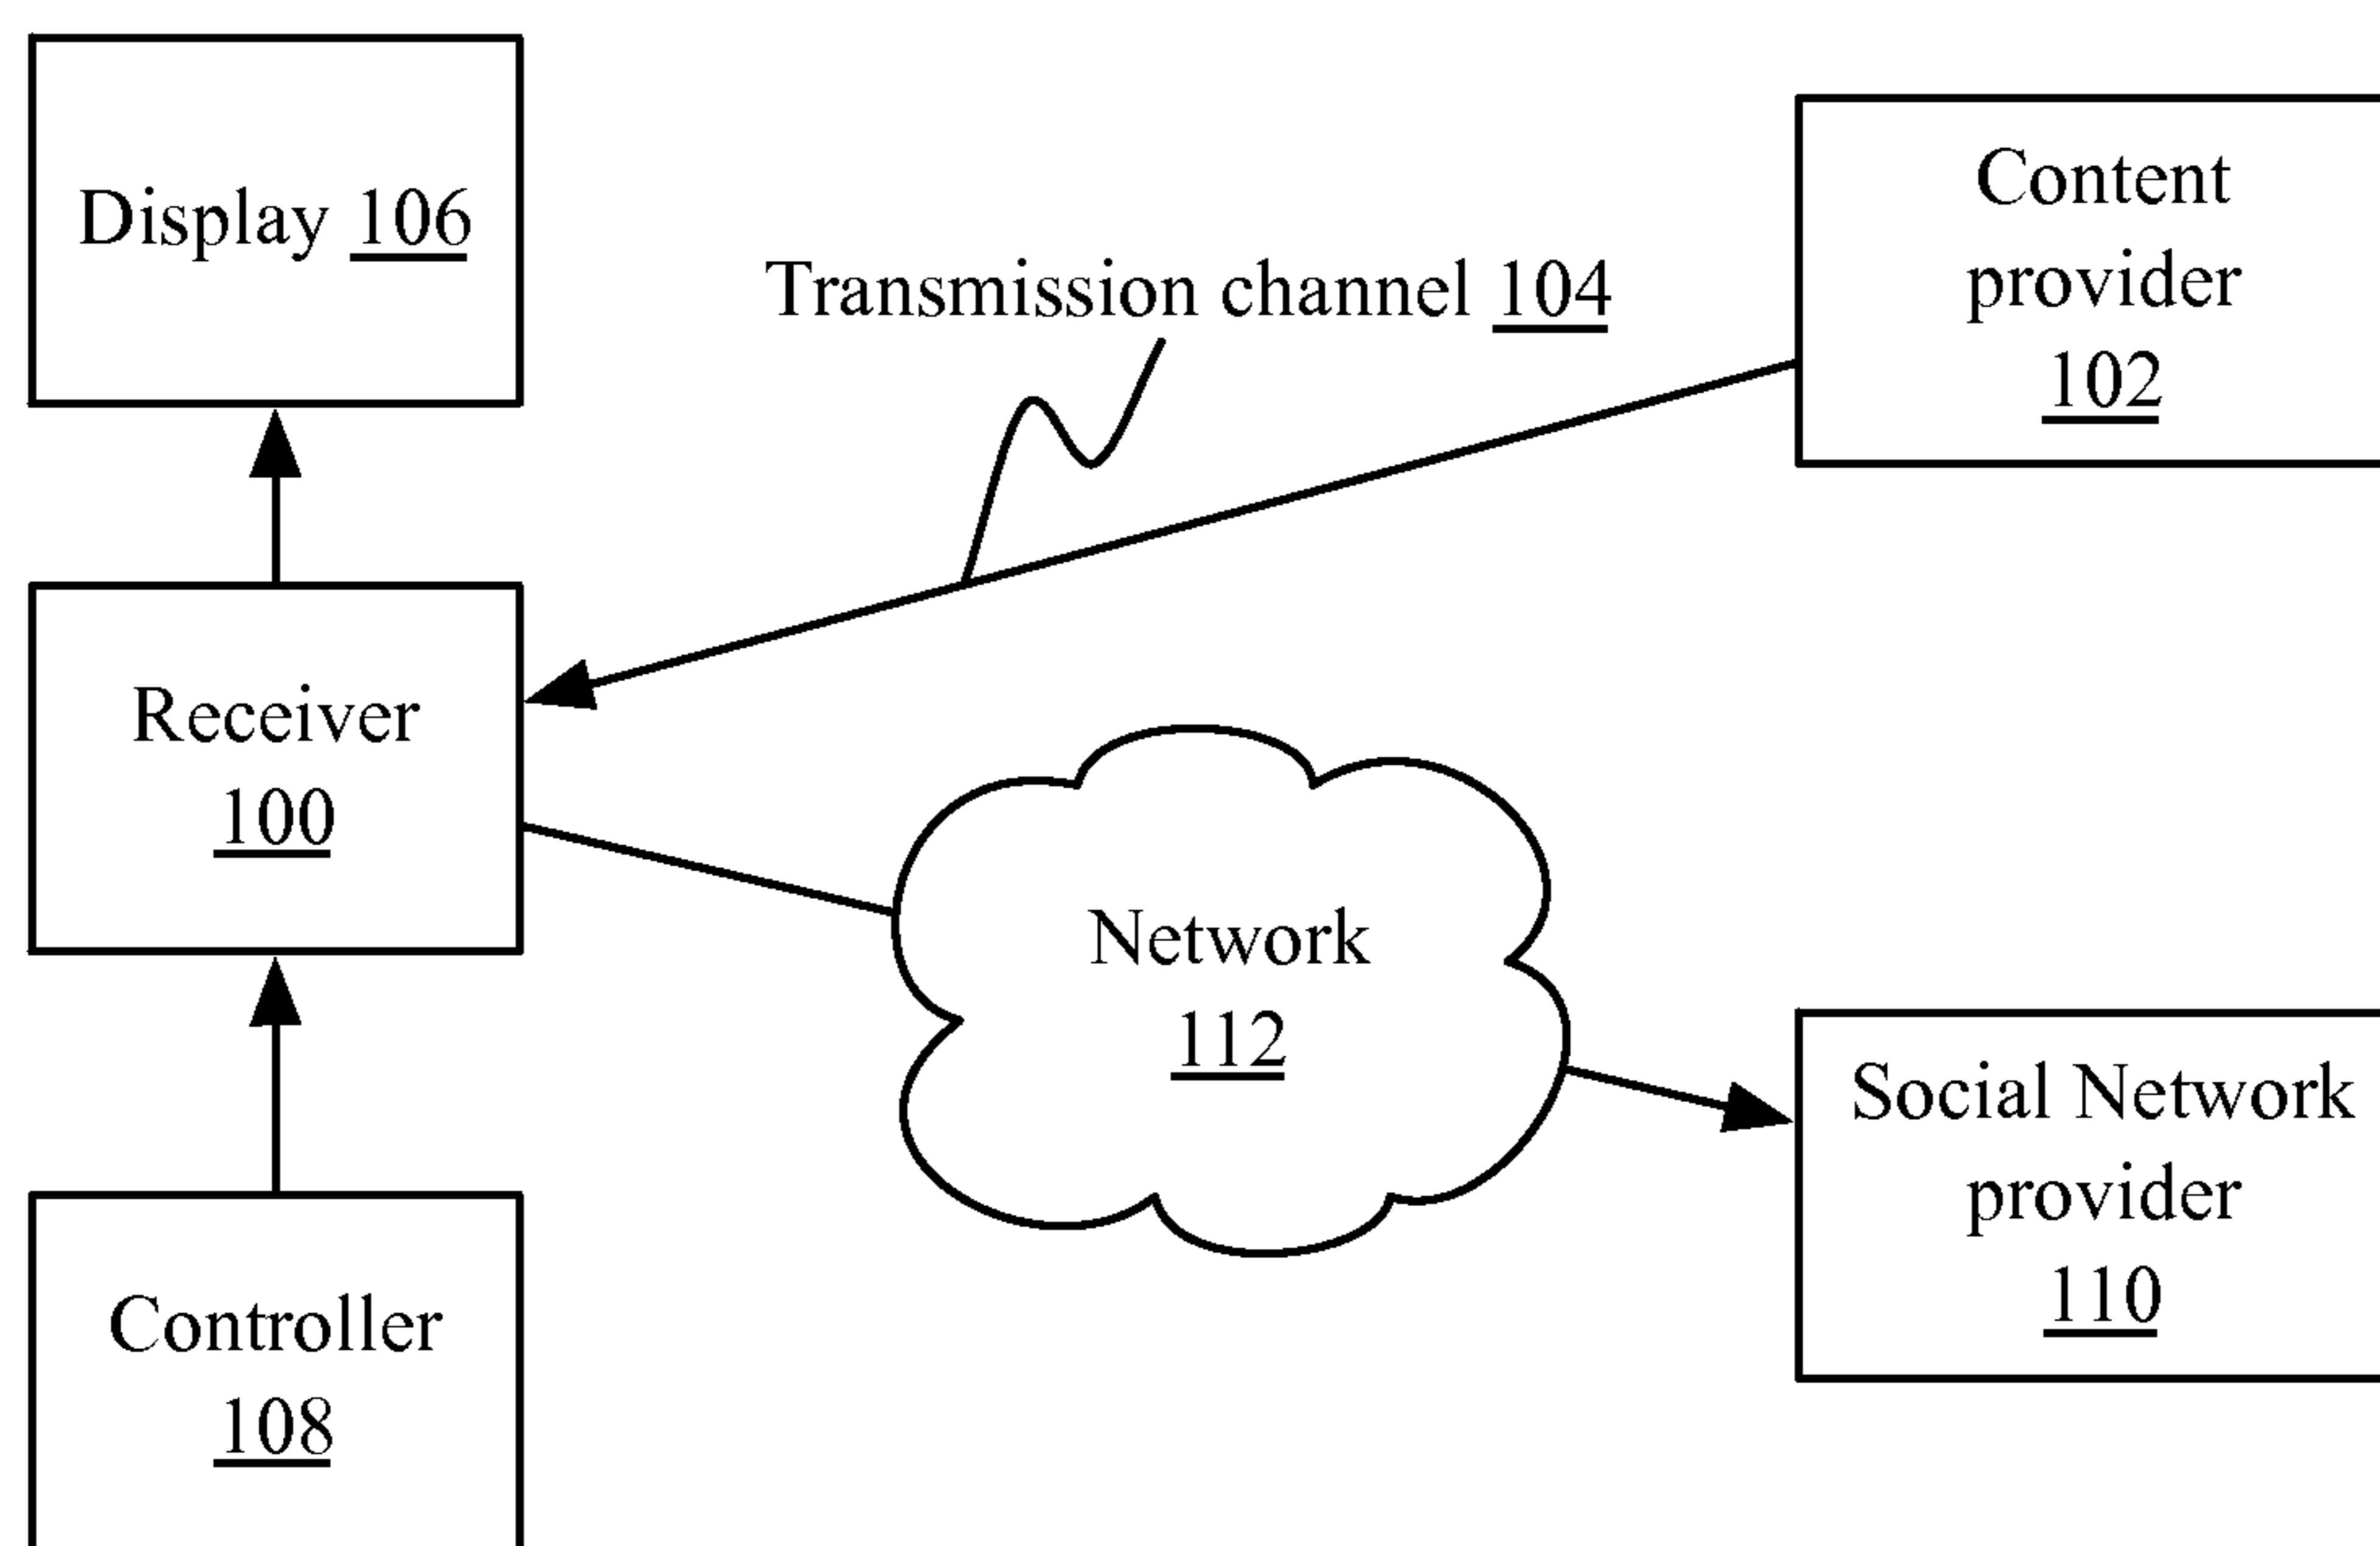 Display 106
Transmission channel 104
Content
provider
102
Receiver
100
Network
112
Social Network
provider
110
Controller
108